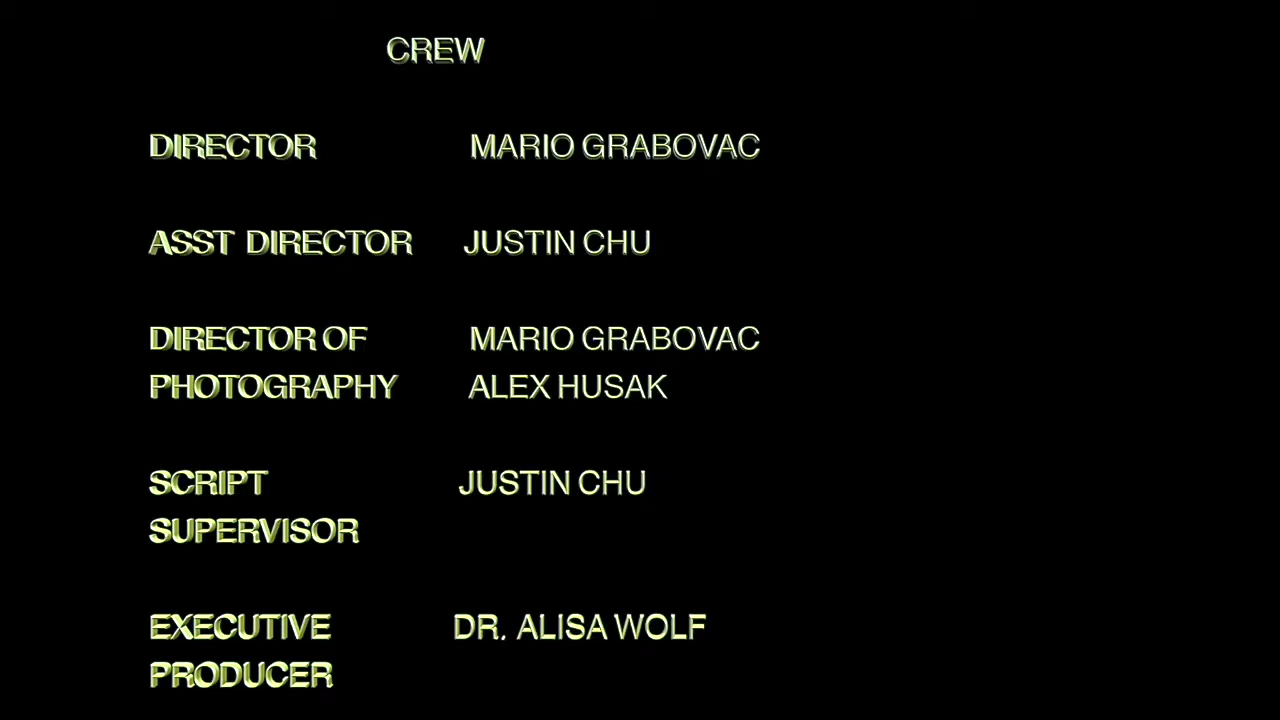 CREW
DIRECTOR MARIO GRABOVAC
ASST DIRECTOR JUSTIN CHU
DIRECTOR OF MARIO GRABOVAC
PHOTOGRAPHY ALEX HUSAK
SCRIPT JUSTIN CHU
SUPERVISOR
EXECUTIVE DR. ALISA WOLF
PRODUCER